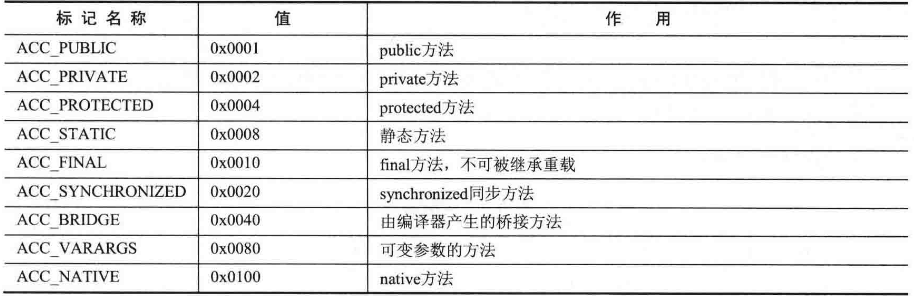 标记名称 值 作用
ACC_PUBLIC 0x0001 public方法
ACC_PRIVATE 0x0002 private方法
ACC_PROTECTED 0x0004 protected方法
ACC_STATIC 0x0008 静态方法
ACC_FINAL 0x0010 final方法，不可被继承重载
ACC_SYNCHRONIZED 0x0020 synchronized同步方法
ACC_BRIDGE 0x0040 由编译器产生的桥接方法
ACC_VARARGS 0x0080 可变参数的方法
ACC_NATIVE 0x0100 native方法